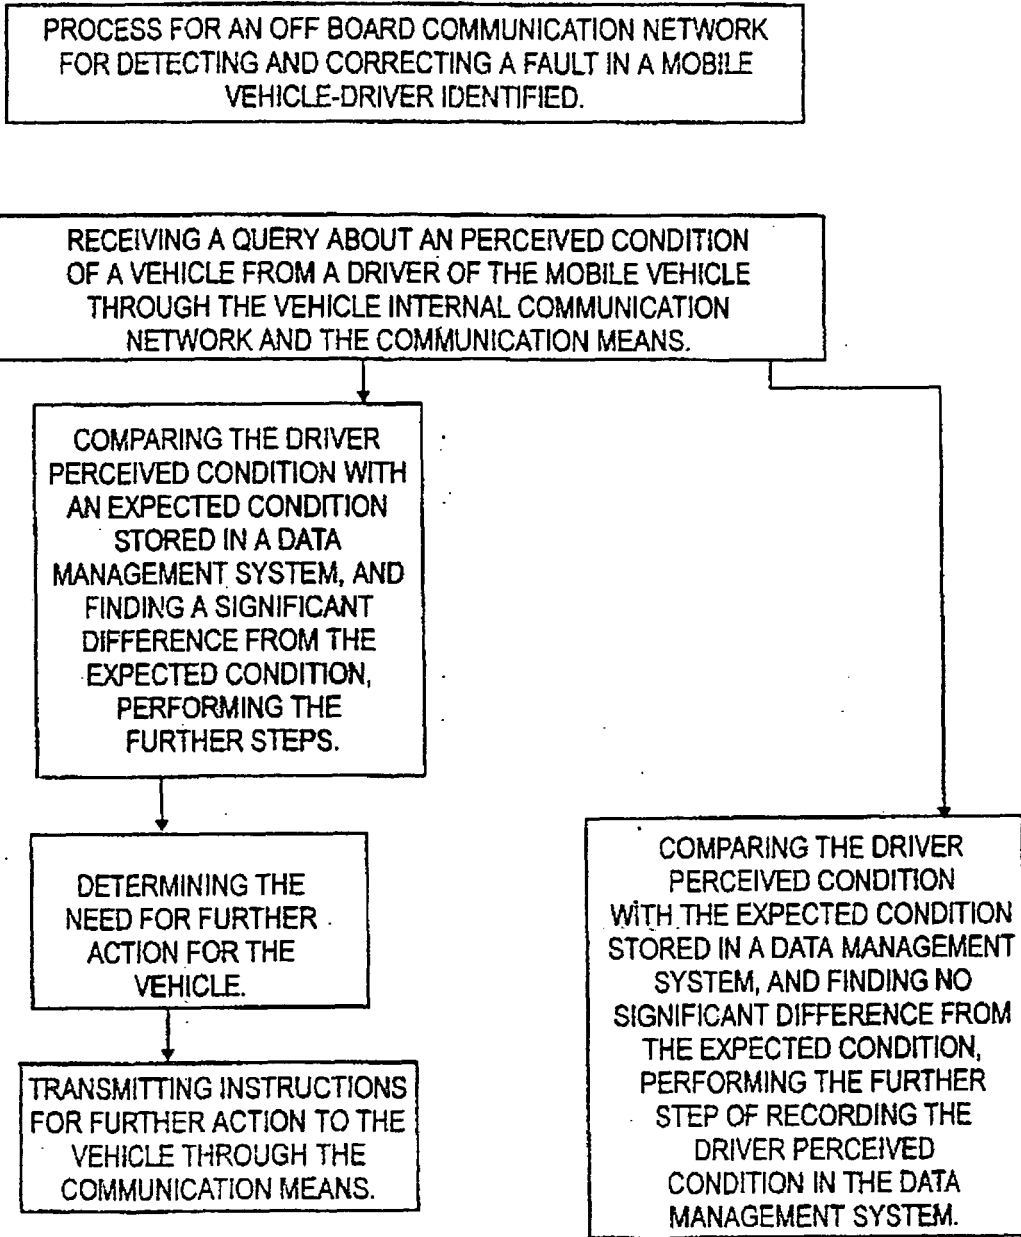 PROCESS FOR AN OFF BOARD COMMUNICATION NETWORK
FOR DETECTING AND CORRECTING A FAULT IN A MOBILE
VEHICLE-DRIVER IDENTIFIED.
RECEIVING A QUERY ABOUT AN PERCEIVED CONDITION
OF A VEHICLE FROM A DRIVER OF THE MOBILE VEHICLE
THROUGH THE VEHICLE INTERNAL COMMUNICATION
NETWORK AND THE COMMUNICATION MEANS.
COMPARING THE DRIVER
PERCEIVED CONDITION WITH
AN EXPECTED CONDITION
STORED IN A DATA
MANAGEMENT SYSTEM, AND
FINDING A SIGNIFICANT
DIFFERENCE FROM THE
EXPECTED CONDITION,
PERFORMING THE
FURTHER STEPS.
DETERMINING THE
NEED FOR FURTHER
ACTION FOR THE
VEHICLE.
TRANSMITTING INSTRUCTIONS
FOR FURTHER ACTION TO THE
VEHICLE THROUGH THE
COMMUNICATION MEANS.
COMPARING THE DRIVER
PERCEIVED CONDITION
WITH THE EXPECTED CONDITION
STORED IN A DATA MANAGEMENT
SYSTEM, AND FINDING NO
SIGNIFICANT DIFFERENCE FROM
THE EXPECTED CONDITION,
PERFORMING THE FURTHER
STEP OF RECORDING THE
DRIVER PERCEIVED
CONDITION IN THE DATA
MANAGEMENT SYSTEM.